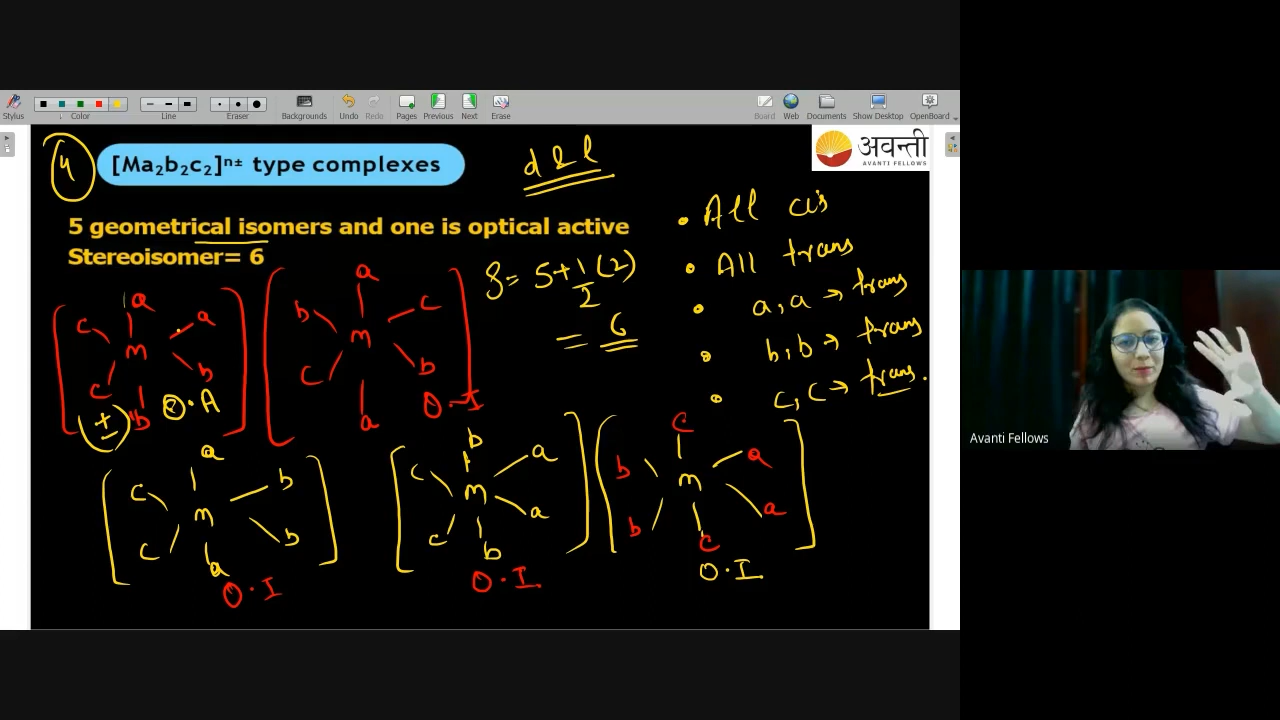 Stylus
Color
Line
Eraser
Backgrounds
Undo
Redo
Pages
Previous
Next
Erase
Board
Web
Documents
Show Desktop
OpenBoard
4
[Ma₂b₂c₂]ⁿ± type complexes
d & l
अवन्ती
AVANTI FELLOWS
5 geometrical isomers and one is optical active
Stereoisomer= 6
S = 5 + 1/2 (2)
= 6
• All cis
• All trans
• a, a → trans
• b, b → trans
• c, c → trans.
a
c a
m
c b
b
± O.A
a
b c
m
c b
a
O.I
a
c b
m
c b
a
O.I
b
c a
m
c a
b
O.I
c
b a
m
b a
c
O.I
Avanti Fellows